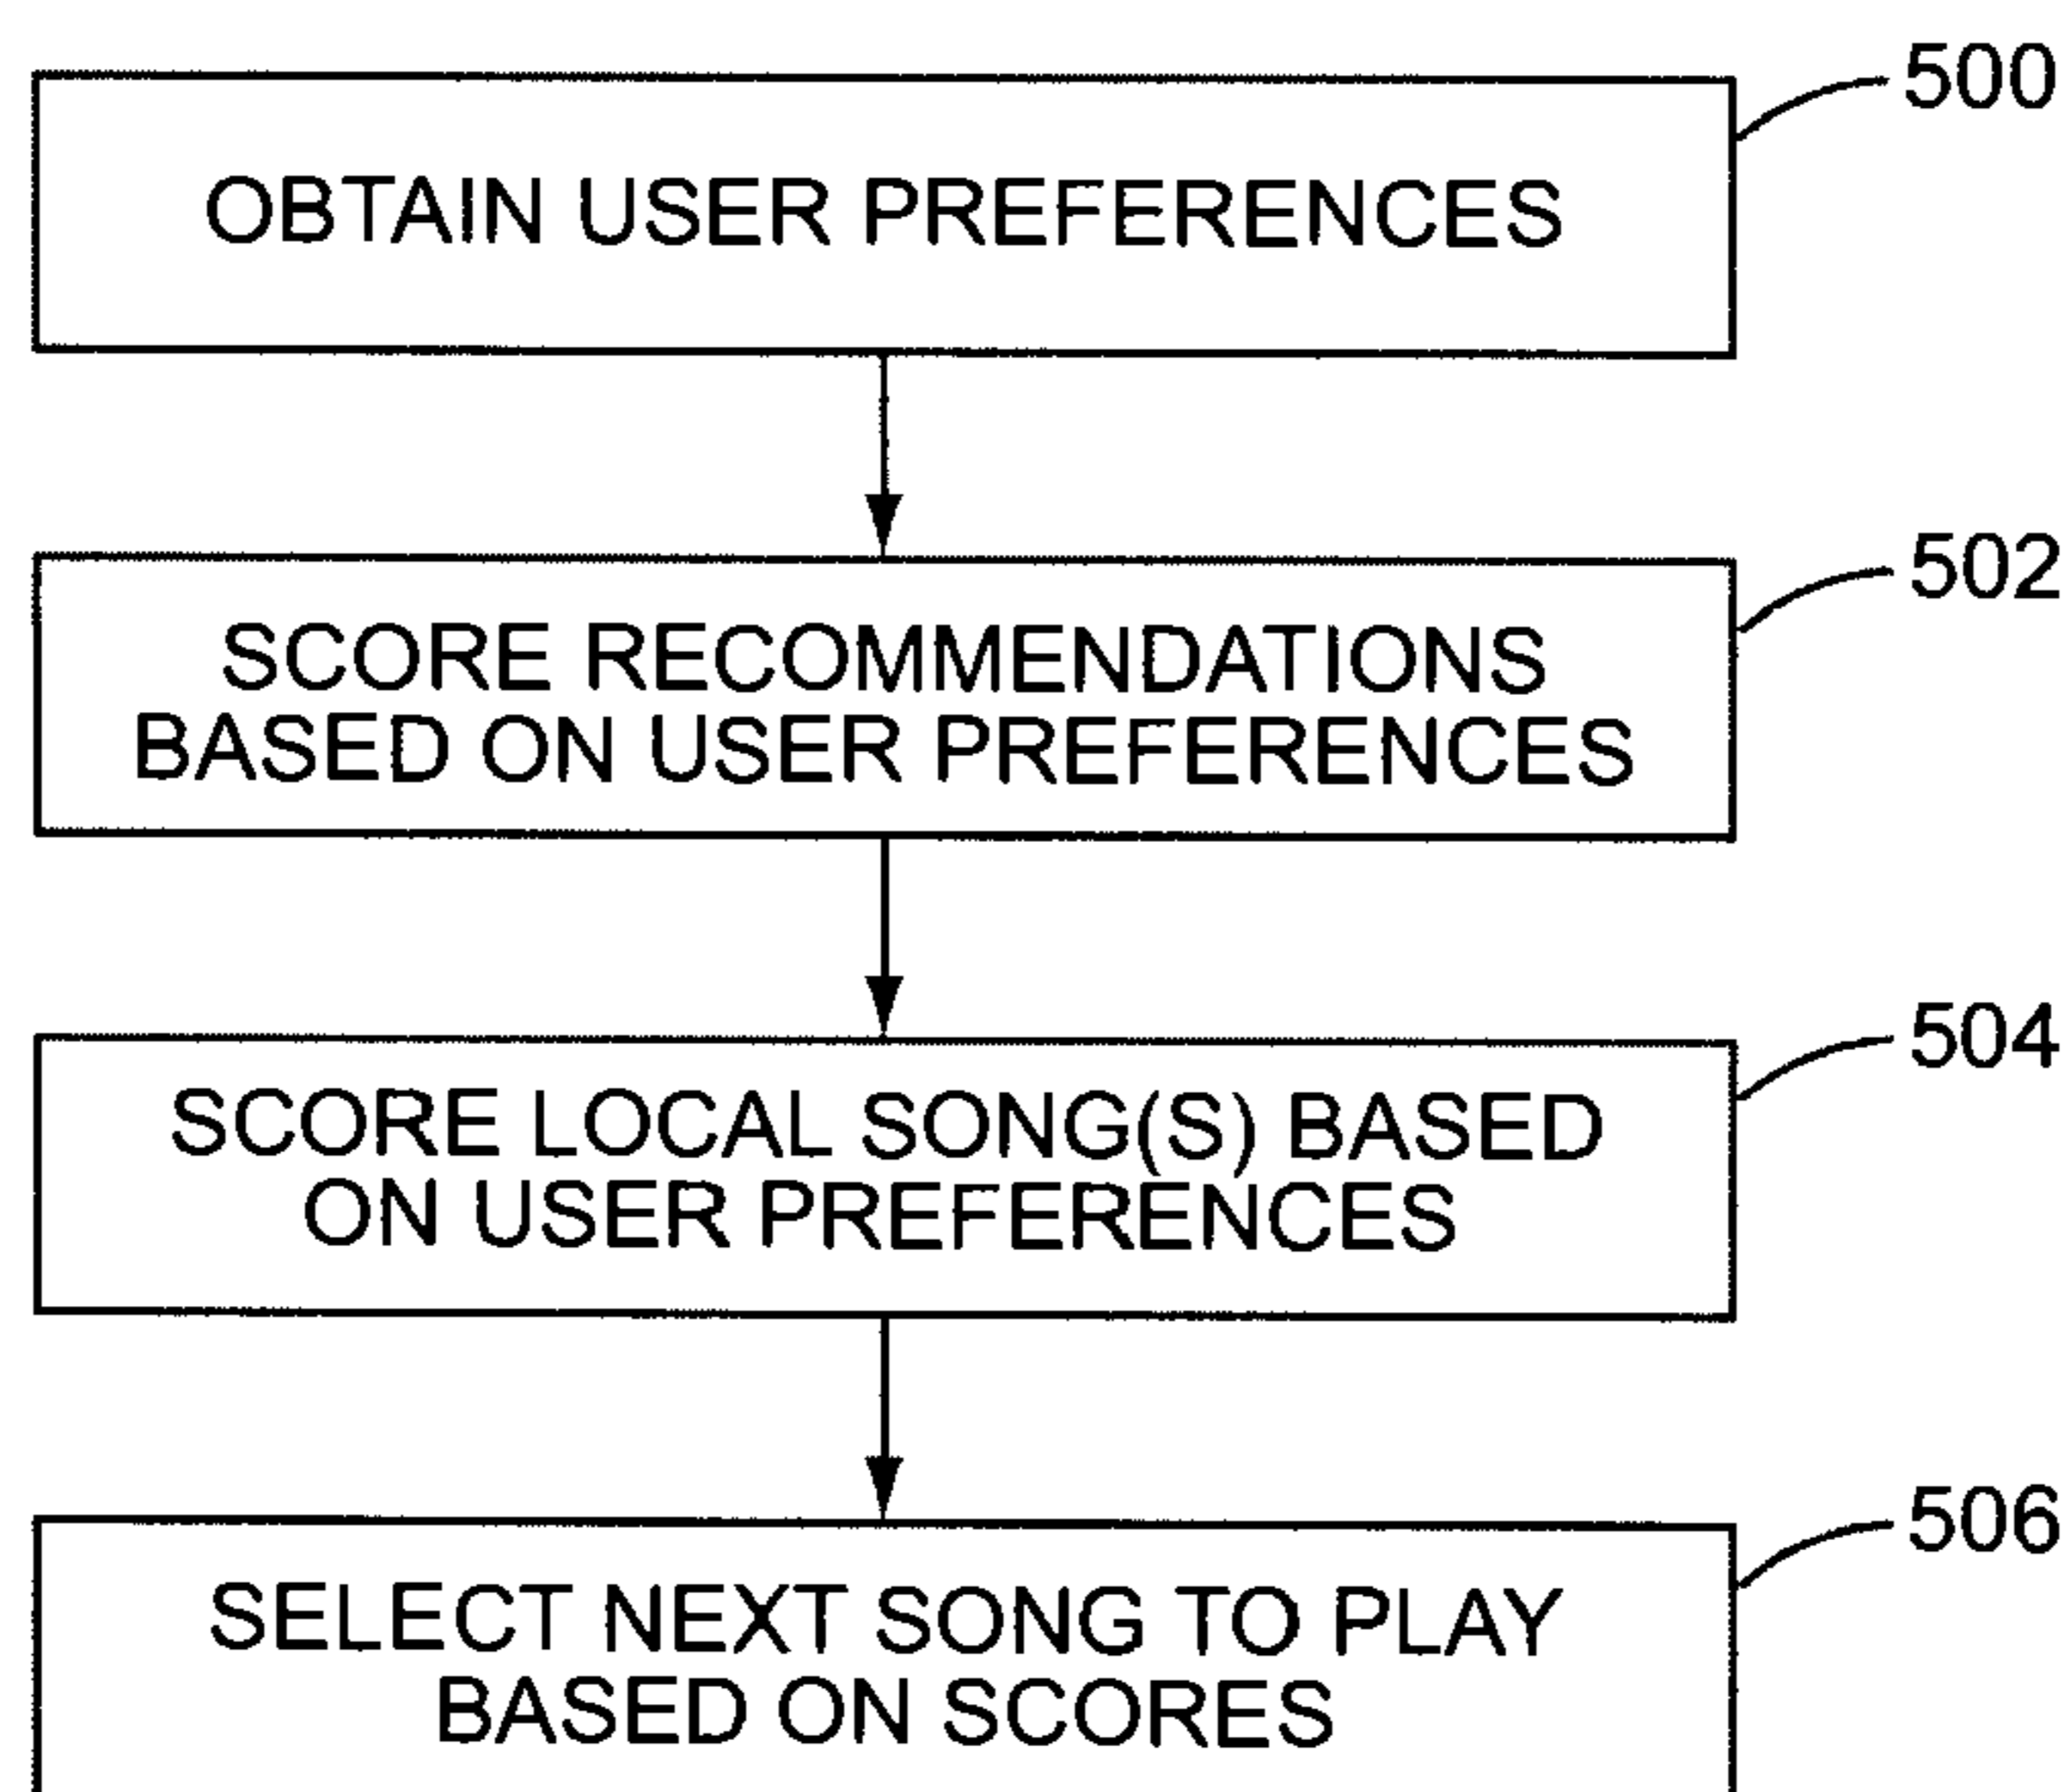 500
OBTAIN USER PREFERENCES
502
SCORE RECOMMENDATIONS
BASED ON USER PREFERENCES
504
SCORE LOCAL SONG(S) BASED
ON USER PREFERENCES
506
SELECT NEXT SONG TO PLAY
BASED ON SCORES